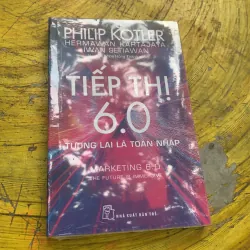 PHILIP KOTLER
HERMAWAN KARTAJAYA
IWAN SETIAWAN
TIẾP THỊ
6.0
TƯƠNG LAI LÀ TOÀN NHẬP
MARKETING 6.0
THE FUTURE IS IMMERSIVE
NHÀ XUẤT BẢN TRẺ